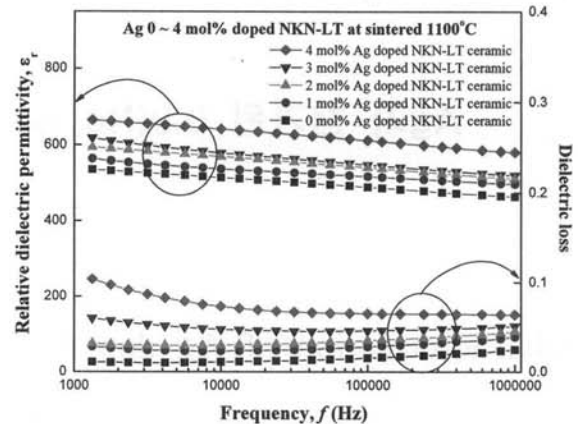 Ag 0 ~ 4 mol% doped NKN-LT at sintered 1100°C
4 mol% Ag doped NKN-LT ceramic
3 mol% Ag doped NKN-LT ceramic
2 mol% Ag doped NKN-LT ceramic
1 mol% Ag doped NKN-LT ceramic
0 mol% Ag doped NKN-LT ceramic
Relative dielectric permittivity, εr
800
600
400
200
0
Dielectric loss
0.4
0.3
0.2
0.1
0.0
1000
10000
100000
1000000
Frequency, f (Hz)